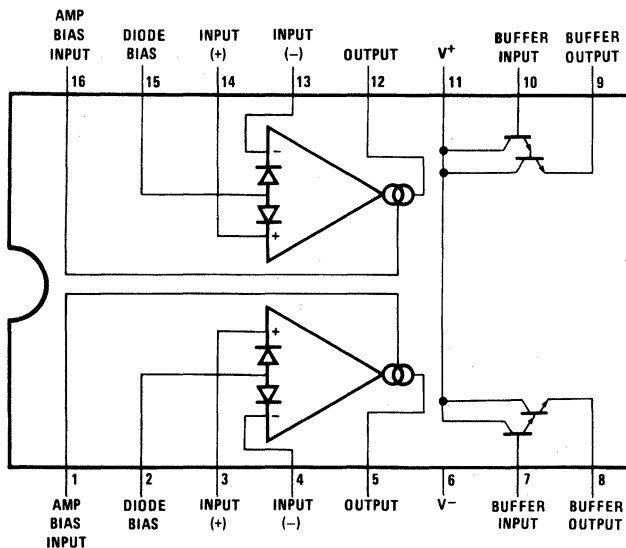 AMP
BIAS
INPUT
DIODE
BIAS
INPUT
(+)
INPUT
(−)
OUTPUT
V+
BUFFER
INPUT
BUFFER
OUTPUT
16
15
14
13
12
11
10
9
−
+
+
−
1
2
3
4
5
6
7
8
AMP
BIAS
INPUT
DIODE
BIAS
INPUT
(+)
INPUT
(−)
OUTPUT
V−
BUFFER
INPUT
BUFFER
OUTPUT